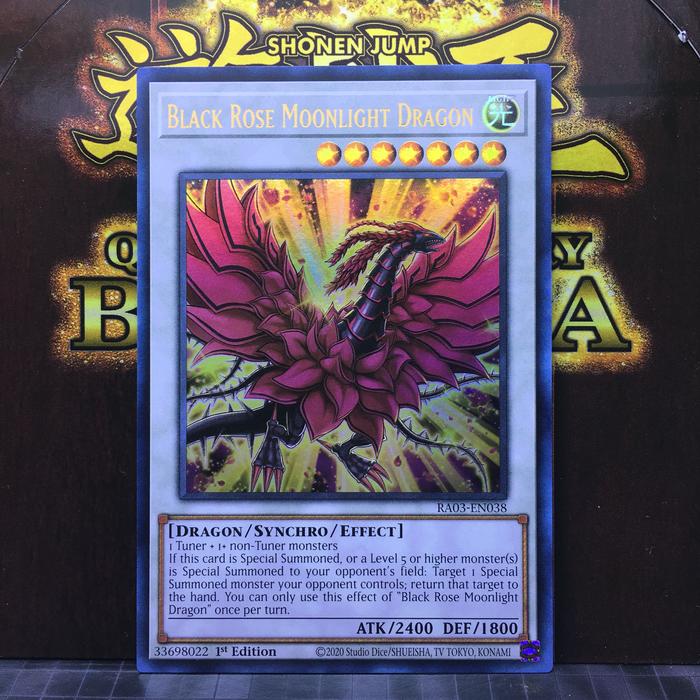 SHONEN JUMP
BLACK ROSE MOONLIGHT DRAGON
光
RA03-EN038
[DRAGON/SYNCHRO/EFFECT]
1 Tuner + 1+ non-Tuner monsters
If this card is Special Summoned, or a Level 5 or higher monster(s)
is Special Summoned to your opponent's field: Target 1 Special
Summoned monster your opponent controls; return that target to
the hand. You can only use this effect of "Black Rose Moonlight
Dragon" once per turn.
ATK/2400 DEF/1800
33698022 1st Edition ©2020 Studio Dice/SHUEISHA, TV TOKYO, KONAMI